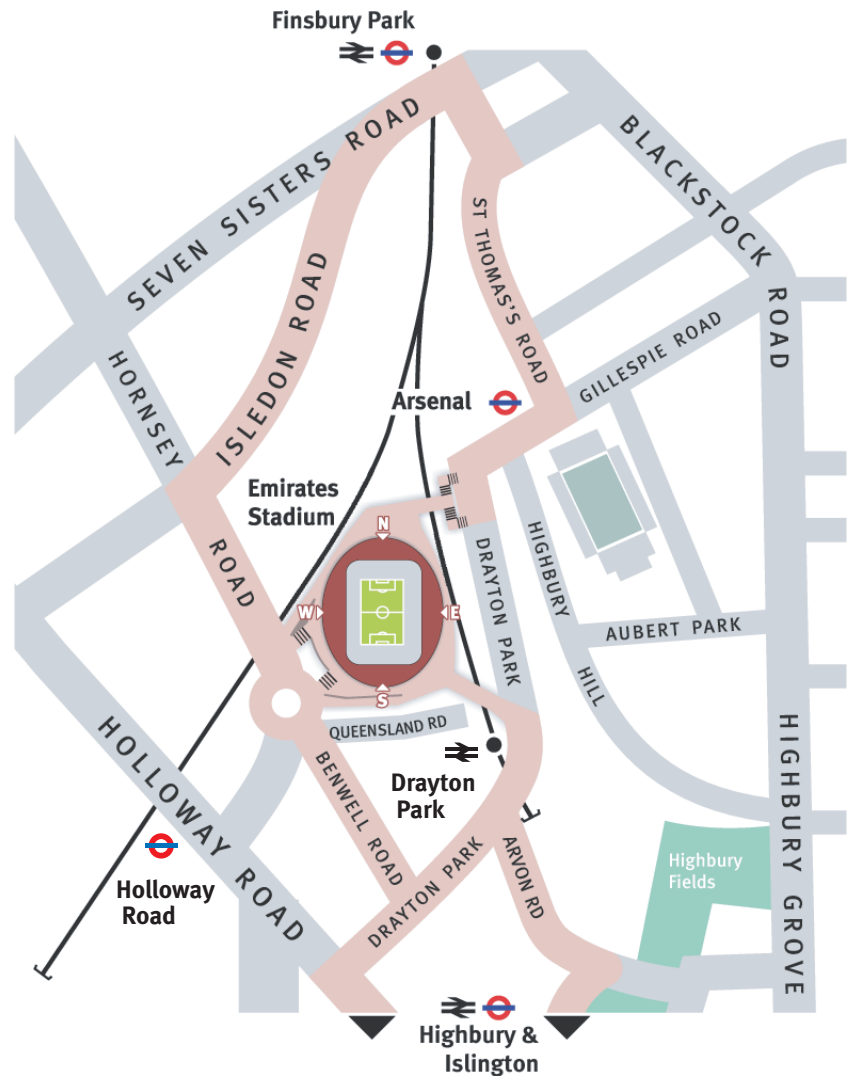 Finsbury Park
SEVEN SISTERS ROAD
BLACKSTOCK ROAD
ST THOMAS'S ROAD
ISLEDON ROAD
GILLESPIE ROAD
HORNSEY ROAD
Arsenal
Emirates
Stadium
N
W
E
S
DRAYTON PARK
HIGHBURY HILL
AUBERT PARK
QUEENSLAND RD
HOLLOWAY ROAD
BENWELL ROAD
Drayton
Park
HIGHBURY GROVE
Holloway
Road
DRAYTON PARK
ARVON RD
Highbury
Fields
Highbury &
Islington